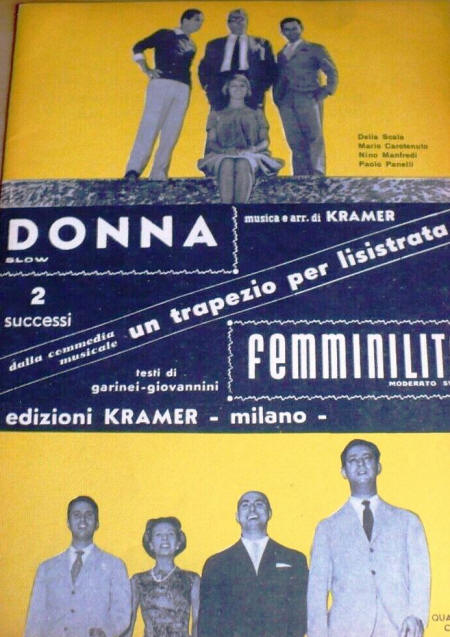 Delia Scala
Mario Carotenuto
Nino Manfredi
Paolo Panelli
DONNA
SLOW
musica e arr. di KRAMER
2
successi
dalla commedia
musicale
un trapezio per lisistrata
testi di
garinei-giovannini
FEMMINILIT
MODERATO
edizioni KRAMER - milano -